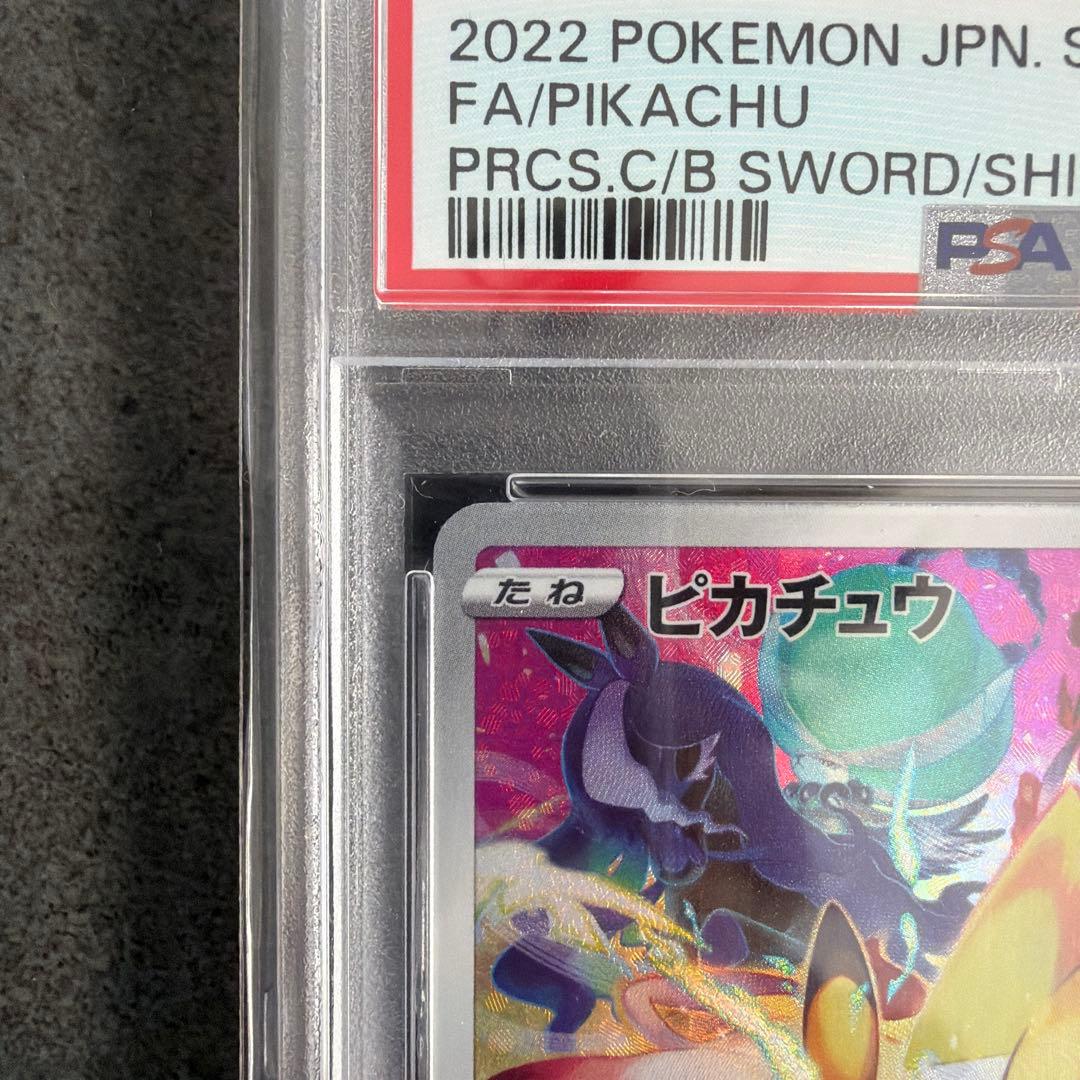 2022 POKEMON JPN. S
FA/PIKACHU
PRCS.C/B SWORD/SHI
PSA
たね ピカチュウ